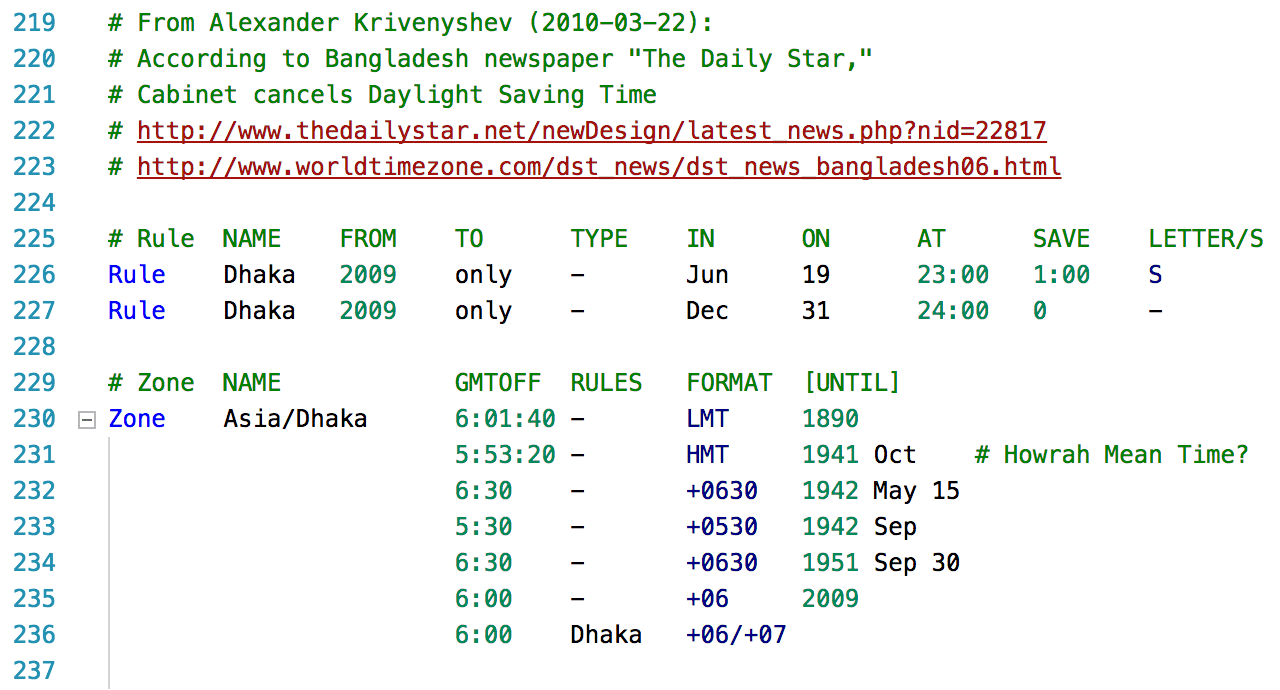 219 # From Alexander Krivenyshev (2010-03-22):
220 # According to Bangladesh newspaper "The Daily Star,"
221 # Cabinet cancels Daylight Saving Time
222 # http://www.thedailystar.net/newDesign/latest_news.php?nid=22817
223 # http://www.worldtimezone.com/dst_news/dst_news_bangladesh06.html
224
225 # Rule NAME FROM TO TYPE IN ON AT SAVE LETTER/S
226 Rule Dhaka 2009 only - Jun 19 23:00 1:00 S
227 Rule Dhaka 2009 only - Dec 31 24:00 0 -
228
229 # Zone NAME GMTOFF RULES FORMAT [UNTIL]
230 Zone Asia/Dhaka 6:01:40 - LMT 1890
231 5:53:20 - HMT 1941 Oct # Howrah Mean Time?
232 6:30 - +0630 1942 May 15
233 5:30 - +0530 1942 Sep
234 6:30 - +0630 1951 Sep 30
235 6:00 - +06 2009
236 6:00 Dhaka +06/+07
237